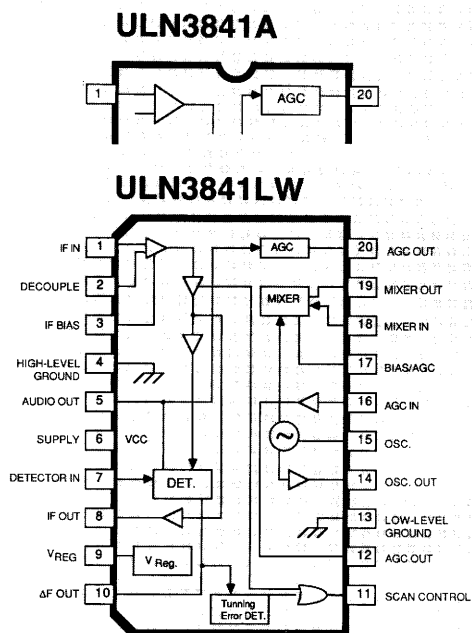 ULN3841A
1
AGC
20
ULN3841LW
IF IN 1
DECOUPLE 2
IF BIAS 3
HIGH-LEVEL
GROUND
4
AUDIO OUT 5
SUPPLY 6 VCC
DETECTOR IN 7
IF OUT 8
VREG 9
ΔF OUT 10
AGC
MIXER
DET.
V Reg.
Tunning
Error DET.
20 AGC OUT
19 MIXER OUT
18 MIXER IN
17 BIAS/AGC
16 AGC IN
15 OSC.
14 OSC. OUT
13 LOW-LEVEL
GROUND
12 AGC OUT
11 SCAN CONTROL